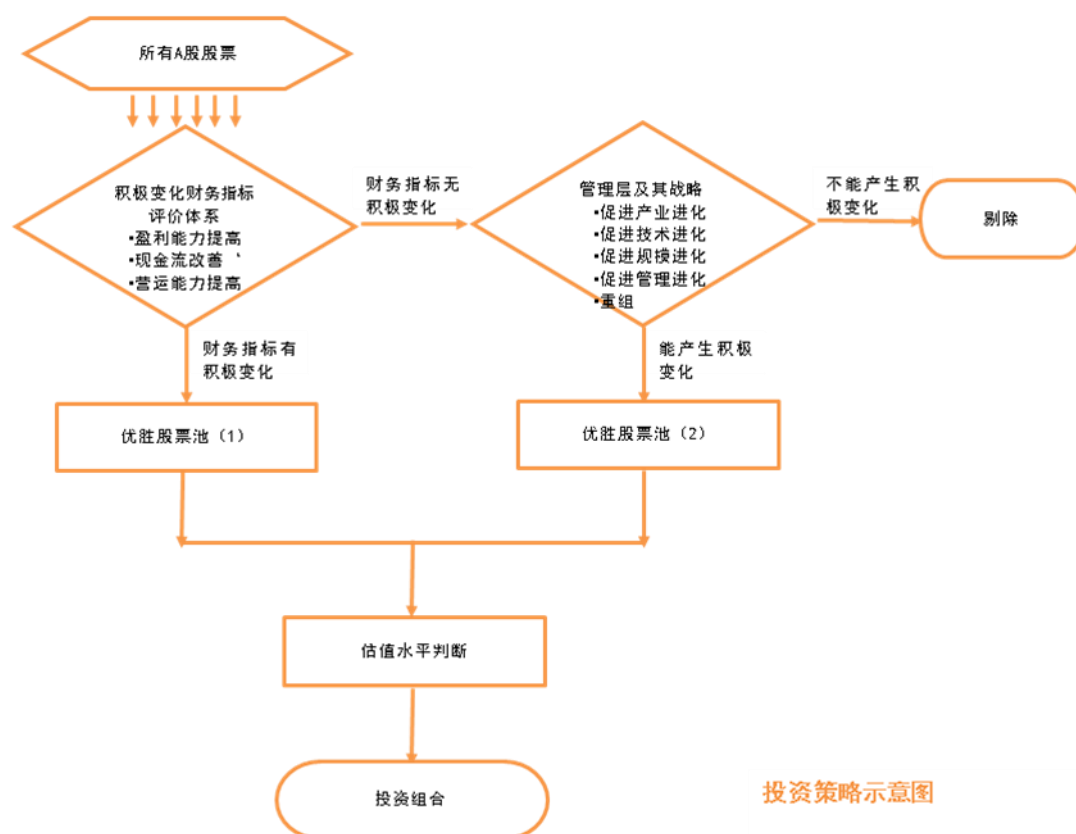 所有A股股票
积极变化财务指标
评价体系
▪盈利能力提高
▪现金流改善 ‵
▪营运能力提高
财务指标无
积极变化
管理层及其战略
▪促进产业进化
▪促进技术进化
▪促进规模进化
▪促进管理进化
▪重组
不能产生积
极变化
剔除
财务指标有
积极变化
能产生积极
变化
优胜股票池（1）
优胜股票池（2）
估值水平判断
投资组合
投资策略示意图